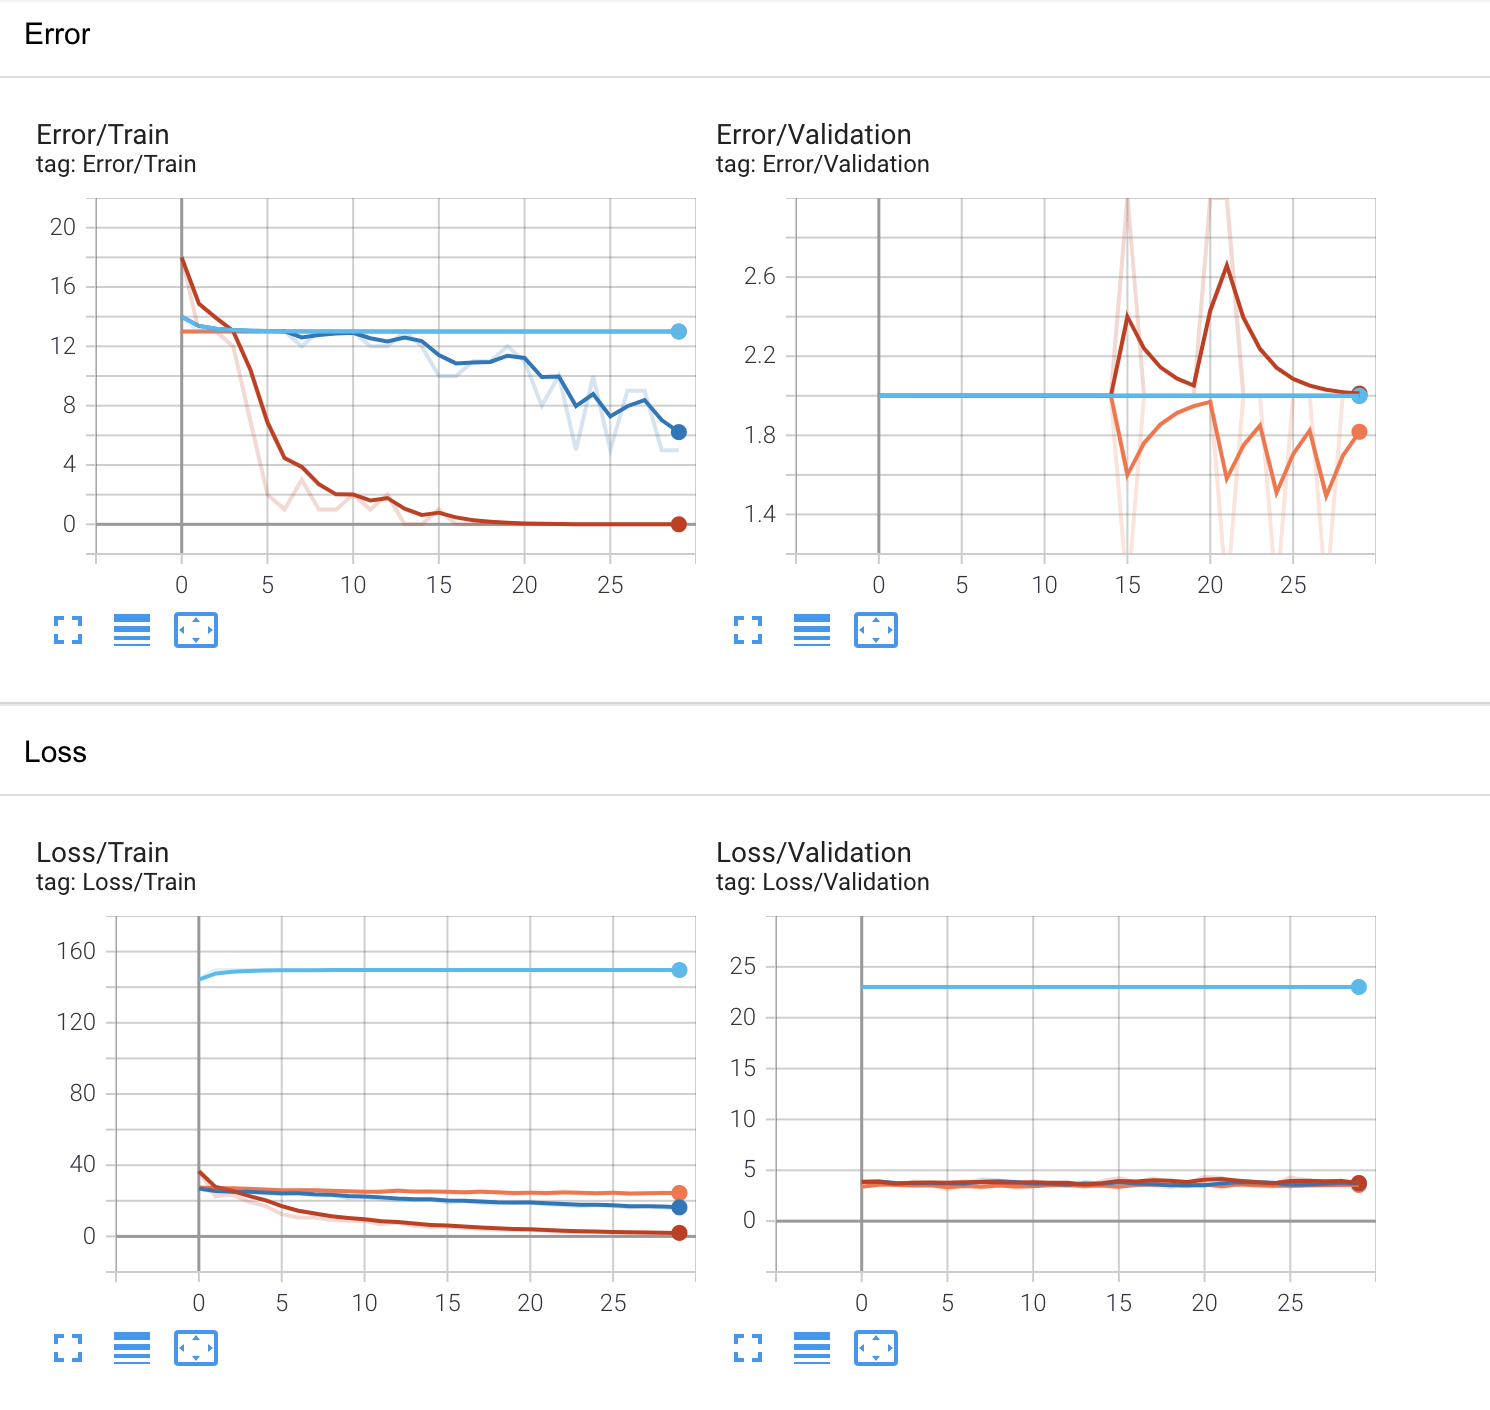 Error
Error/Train
tag: Error/Train
20
16
12
8
4
0
0 5 10 15 20 25
Error/Validation
tag: Error/Validation
2.6
2.2
1.8
1.4
0 5 10 15 20 25
Loss
Loss/Train
tag: Loss/Train
160
120
80
40
0
0 5 10 15 20 25
Loss/Validation
tag: Loss/Validation
25
20
15
10
5
0
0 5 10 15 20 25